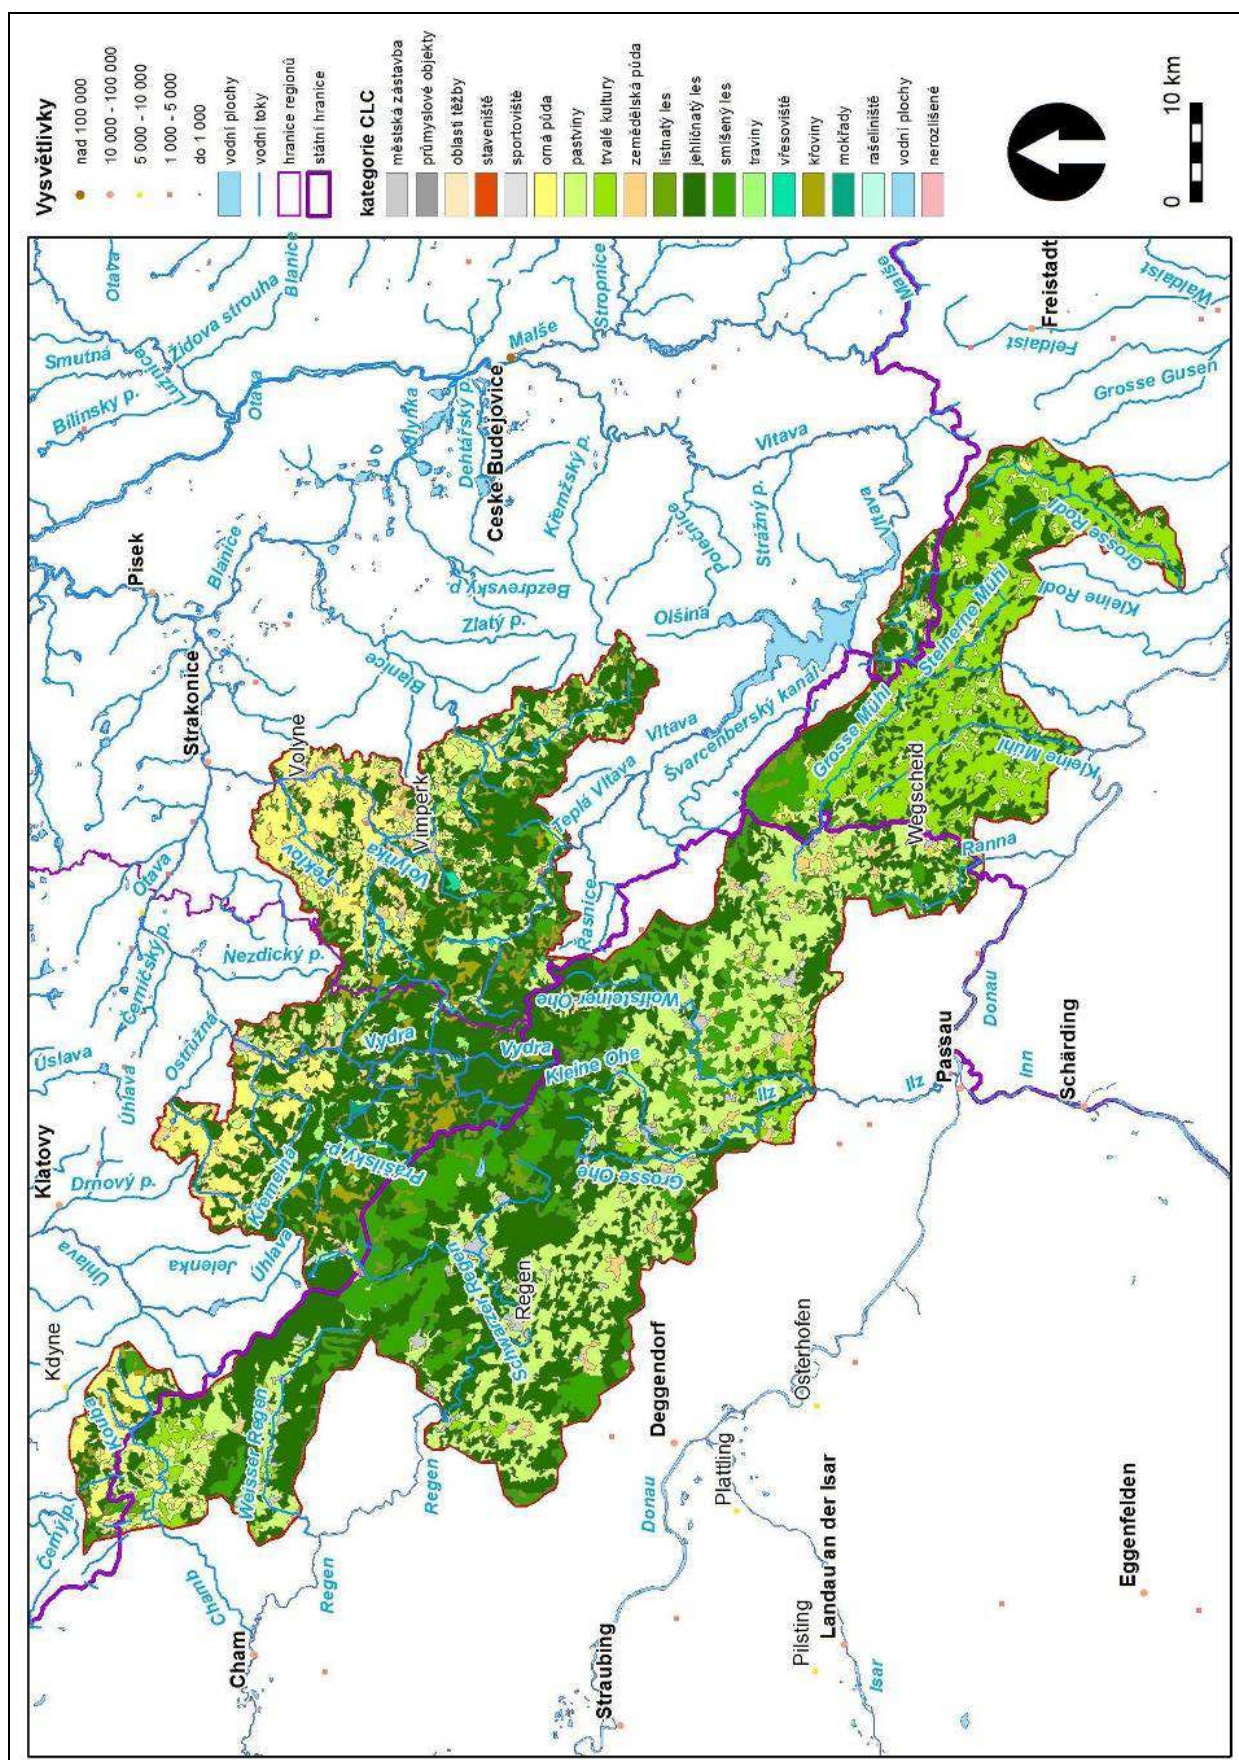 Vysvětlivky
nad 100 000
10 000 - 100 000
5 000 - 10 000
1 000 - 5 000
do 1 000
vodní plochy
vodní toky
hranice regionů
státní hranice
kategorie CLC
městská zástavba
průmyslové objekty
oblasti těžby
staveniště
sportoviště
orná půda
pastviny
trvalé kultury
zemědělská půda
listnatý les
jehličnatý les
smíšený les
traviny
vřesoviště
křoviny
mokřady
rašeliniště
vodní plochy
nerozlišené
0 10 km
Černý p.
Kouba
Kdyne
Úhlava
Klatovy
Drnový p.
Jelenka
Úhlava
Úhlava
Úslava
Ostružná
Černíčský p.
Nezdický p.
Otava
Strakonice
Pisek
Blanice
Bílinský p.
Smutná
Lužnice
Židova strouha
Otava
Otava
Blanice
Chamb
Cham
Regen
Regen
Weisser Regen
Křemelná
Prášilský p.
Vydra
Vydra
Peklov
Volyňka
Volyne
Vimperk
Blanice
Zlatý p.
Bezdrevský p.
Dehtářský p.
Ceske Budejovice
Malše
Stropnice
Křemžský p.
Polečnice
Strážný p.
Olšina
Vltava
Vltava
Vltava
Teplá Vltava
Švarcenberský kanál
Řasnice
Malše
Schwarzer Regen
Regen
Grosse Ohe
Kleine Ohe
Wolfsteiner Ohe
Ilz
Ilz
Grosse Mühl
Steinerne Mühl
Kleine Mühl
Wegscheid
Ranna
Grosse Rodl
Kleine Rodl
Grosse Gusen
Feldaist
Waldaist
Freistadt
Straubing
Donau
Deggendorf
Plattling
Osterhofen
Pilsting
Landau an der Isar
Isar
Eggenfelden
Passau
Donau
Inn
Schärding